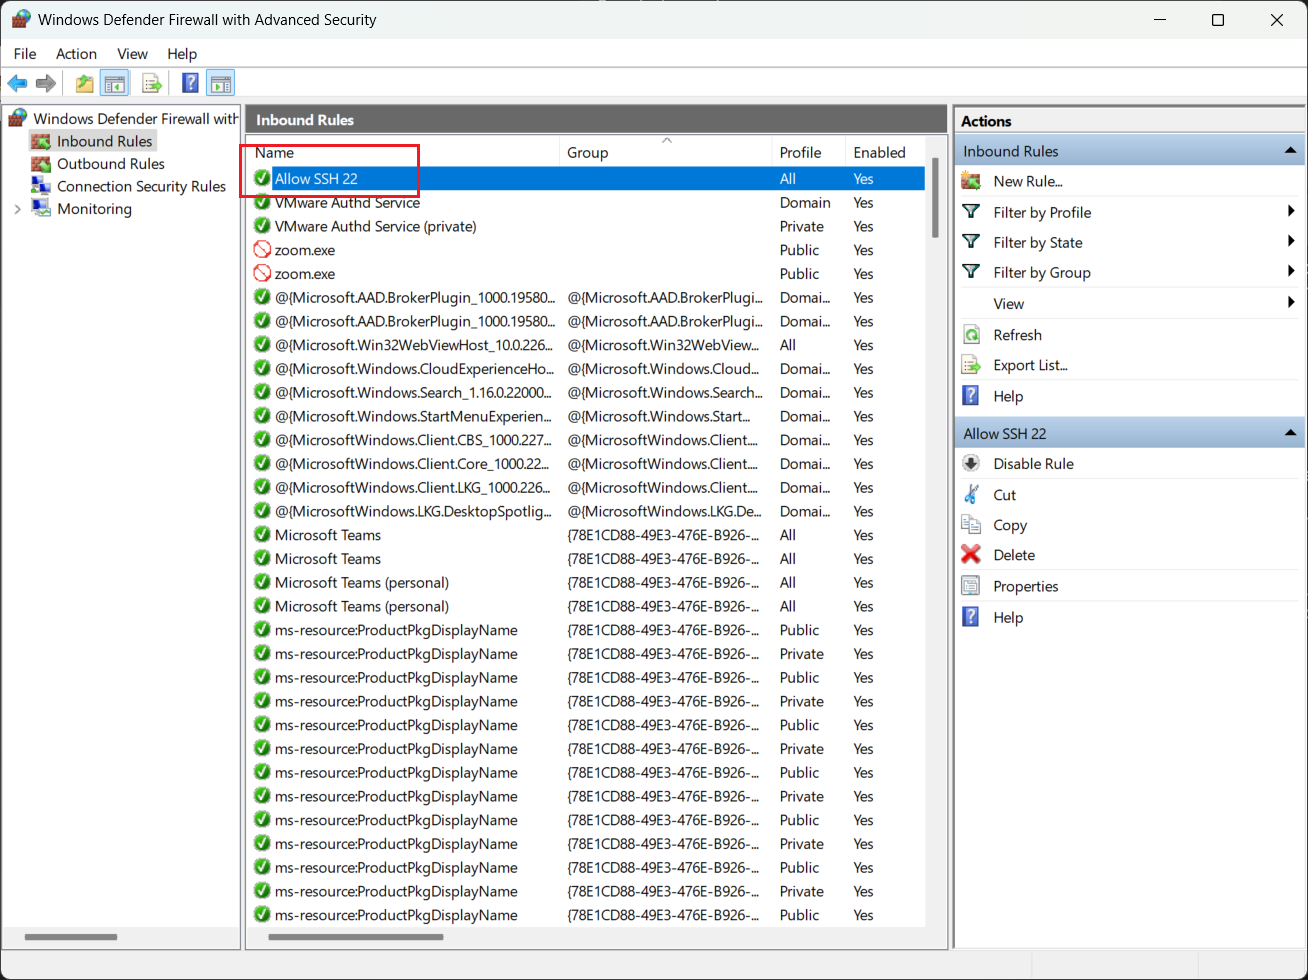 Windows Defender Firewall with Advanced Security
File Action View Help
Windows Defender Firewall with
Inbound Rules
Outbound Rules
Connection Security Rules
Monitoring
Inbound Rules
Name Group Profile Enabled
Allow SSH 22 All Yes
VMware Authd Service Domain Yes
VMware Authd Service (private) Private Yes
zoom.exe Public Yes
zoom.exe Public Yes
@{Microsoft.AAD.BrokerPlugin_1000.19580... @{Microsoft.AAD.BrokerPlugi... Domai... Yes
@{Microsoft.AAD.BrokerPlugin_1000.19580... @{Microsoft.AAD.BrokerPlugi... Domai... Yes
@{Microsoft.Win32WebViewHost_10.0.226... @{Microsoft.Win32WebView... All Yes
@{Microsoft.Windows.CloudExperienceHo... @{Microsoft.Windows.Cloud... Domai... Yes
@{Microsoft.Windows.Search_1.16.0.22000... @{Microsoft.Windows.Search... Domai... Yes
@{Microsoft.Windows.StartMenuExperien... @{Microsoft.Windows.Start... Domai... Yes
@{MicrosoftWindows.Client.CBS_1000.227... @{MicrosoftWindows.Client.... Domai... Yes
@{MicrosoftWindows.Client.Core_1000.22... @{MicrosoftWindows.Client.... Domai... Yes
@{MicrosoftWindows.Client.LKG_1000.226... @{MicrosoftWindows.Client.... Domai... Yes
@{MicrosoftWindows.LKG.DesktopSpotlig... @{MicrosoftWindows.LKG.De... Domai... Yes
Microsoft Teams {78E1CD88-49E3-476E-B926-... All Yes
Microsoft Teams {78E1CD88-49E3-476E-B926-... All Yes
Microsoft Teams (personal) {78E1CD88-49E3-476E-B926-... All Yes
Microsoft Teams (personal) {78E1CD88-49E3-476E-B926-... All Yes
ms-resource:ProductPkgDisplayName {78E1CD88-49E3-476E-B926-... Public Yes
ms-resource:ProductPkgDisplayName {78E1CD88-49E3-476E-B926-... Private Yes
ms-resource:ProductPkgDisplayName {78E1CD88-49E3-476E-B926-... Public Yes
ms-resource:ProductPkgDisplayName {78E1CD88-49E3-476E-B926-... Private Yes
ms-resource:ProductPkgDisplayName {78E1CD88-49E3-476E-B926-... Public Yes
ms-resource:ProductPkgDisplayName {78E1CD88-49E3-476E-B926-... Private Yes
ms-resource:ProductPkgDisplayName {78E1CD88-49E3-476E-B926-... Public Yes
ms-resource:ProductPkgDisplayName {78E1CD88-49E3-476E-B926-... Private Yes
ms-resource:ProductPkgDisplayName {78E1CD88-49E3-476E-B926-... Public Yes
ms-resource:ProductPkgDisplayName {78E1CD88-49E3-476E-B926-... Private Yes
ms-resource:ProductPkgDisplayName {78E1CD88-49E3-476E-B926-... Public Yes
ms-resource:ProductPkgDisplayName {78E1CD88-49E3-476E-B926-... Private Yes
ms-resource:ProductPkgDisplayName {78E1CD88-49E3-476E-B926-... Public Yes
Actions
Inbound Rules
New Rule...
Filter by Profile
Filter by State
Filter by Group
View
Refresh
Export List...
Help
Allow SSH 22
Disable Rule
Cut
Copy
Delete
Properties
Help